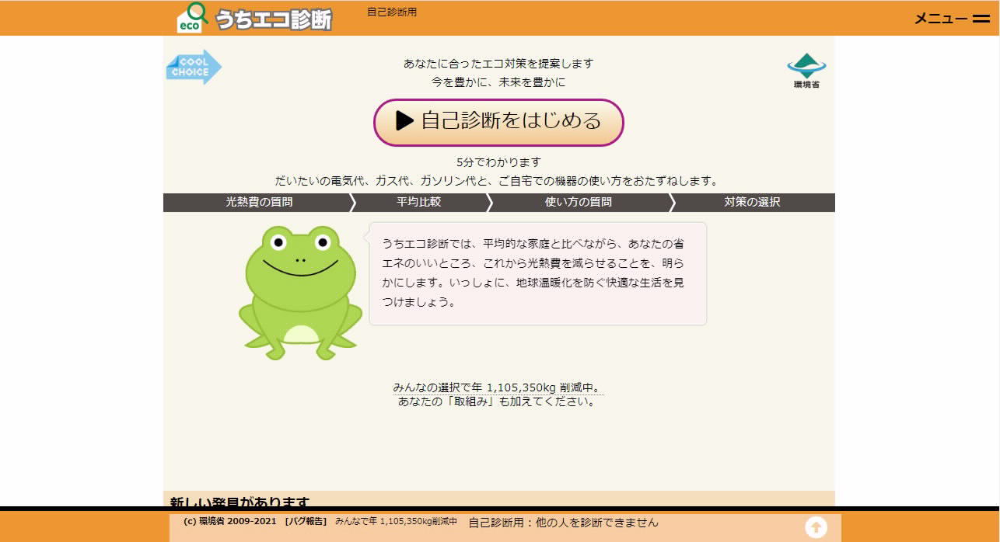 eco うちエコ診断
自己診断用
メニュー
COOL
CHOICE
環境省
あなたに合ったエコ対策を提案します
今を豊かに、未来を豊かに
▶ 自己診断をはじめる
5分でわかります
だいたいの電気代、ガス代、ガソリン代と、ご自宅での機器の使い方をおたずねします。
光熱費の質問 平均比較 使い方の質問 対策の選択
うちエコ診断では、平均的な家庭と比べながら、あなたの省
エネのいいところ、これから光熱費を減らせることを、明ら
かにします。いっしょに、地球温暖化を防ぐ快適な生活を見
つけましょう。
みんなの選択で年 1,105,350kg 削減中。
あなたの「取組み」も加えてください。
新しい発見があります
(c) 環境省 2009-2021 [バグ報告] みんなで年 1,105,350kg削減中 自己診断用：他の人を診断できません